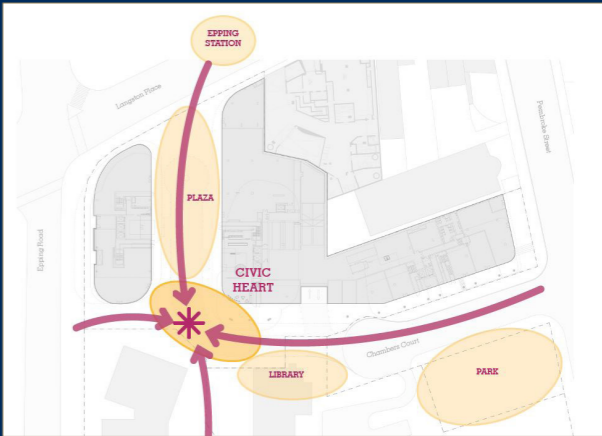 EPPING
STATION
Langston Place
Pembroke Street
PLAZA
Epping Road
CIVIC
HEART
Chambers Court
LIBRARY
PARK